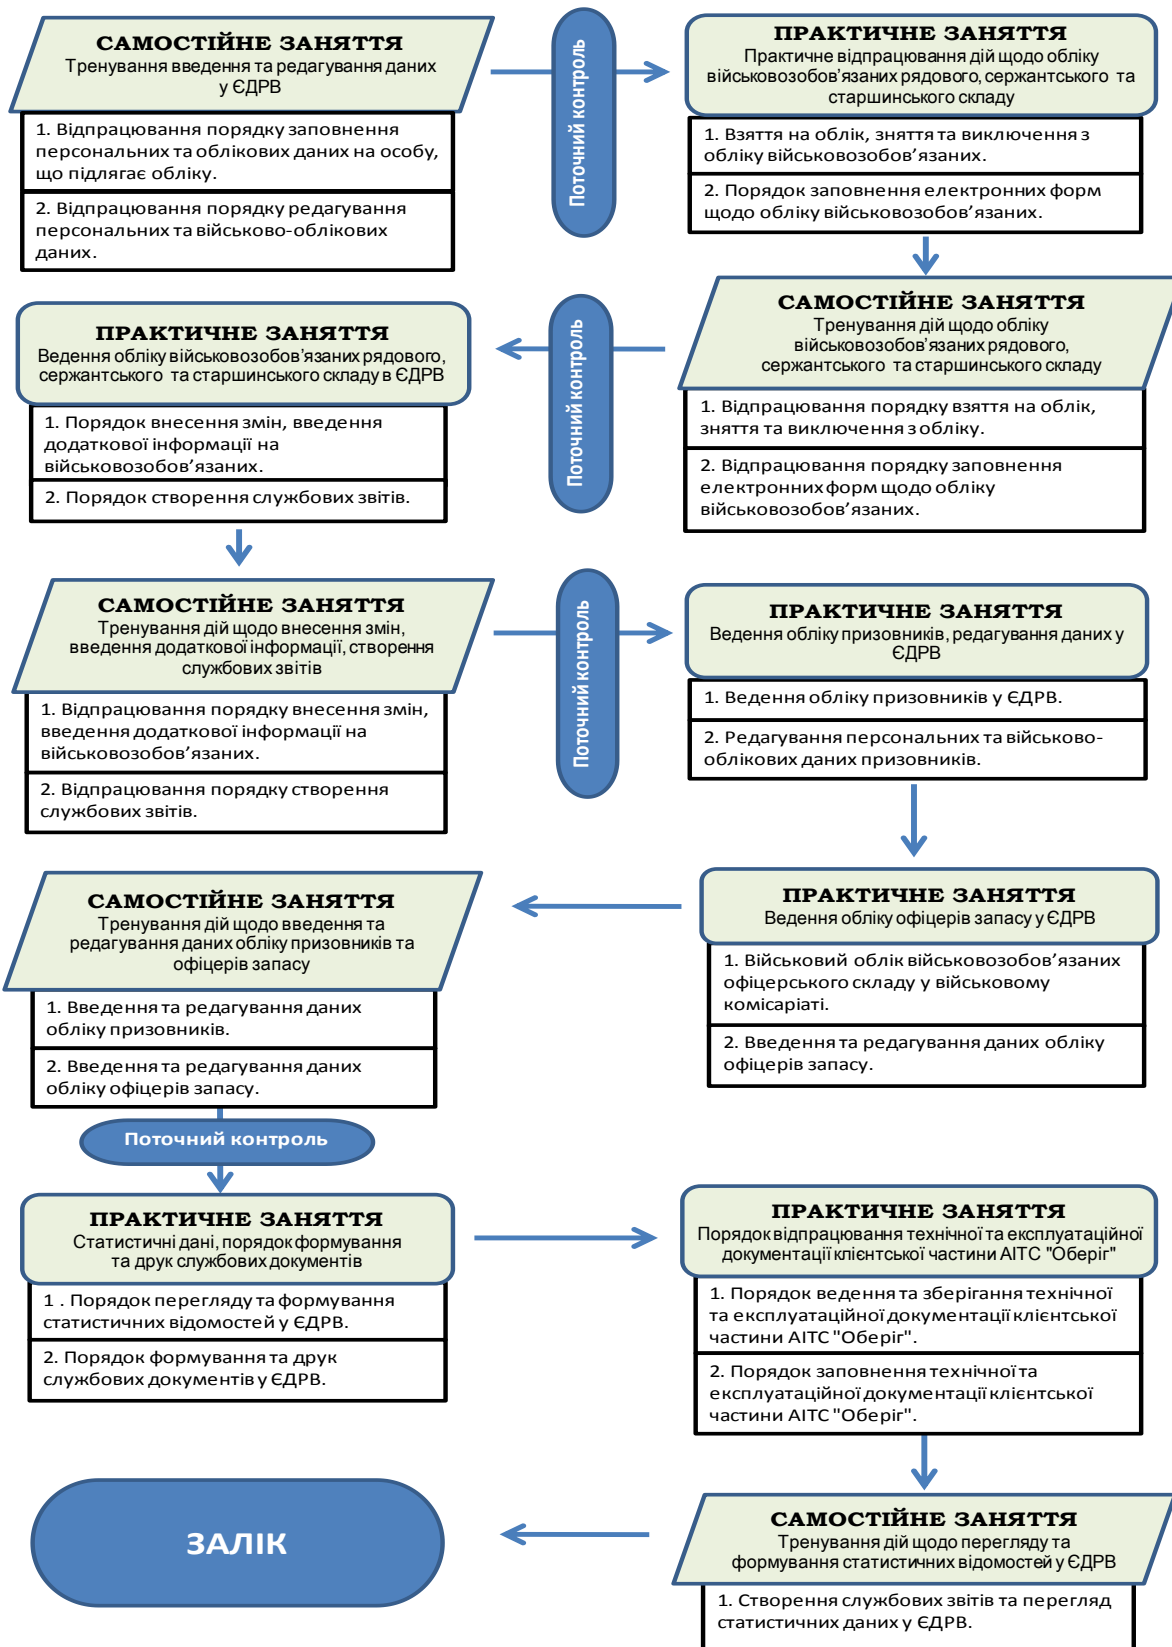 САМОСТІЙНЕ ЗАНЯТТЯ
Тренування введення та редагування даних
у ЄДРВ
1. Відпрацювання порядку заповнення
персональних та облікових даних на особу,
що підлягає обліку.
2. Відпрацювання порядку редагування
персональних та військово-облікових
даних.
Поточний контроль
ПРАКТИЧНЕ ЗАНЯТТЯ
Практичне відпрацювання дій щодо обліку
військовозобов’язаних рядового, сержантського та
старшинського складу
1. Взяття на облік, зняття та виключення з
обліку військовозобов’язаних.
2. Порядок заповнення електронних форм
щодо обліку військовозобов’язаних.
САМОСТІЙНЕ ЗАНЯТТЯ
Тренування дій щодо обліку
військовозобов’язаних рядового,
сержантського та старшинського складу
1. Відпрацювання порядку взяття на облік,
зняття та виключення з обліку.
2. Відпрацювання порядку заповнення
електронних форм щодо обліку
військовозобов’язаних.
Поточний контроль
ПРАКТИЧНЕ ЗАНЯТТЯ
Ведення обліку військовозобов’язаних рядового,
сержантського та старшинського складу в ЄДРВ
1. Порядок внесення змін, введення
додаткової інформації на
військовозобов’язаних.
2. Порядок створення службових звітів.
САМОСТІЙНЕ ЗАНЯТТЯ
Тренування дій щодо внесення змін,
введення додаткової інформації, створення
службових звітів
1. Відпрацювання порядку внесення змін,
введення додаткової інформації на
військовозобов’язаних.
2. Відпрацювання порядку створення
службових звітів.
Поточний контроль
ПРАКТИЧНЕ ЗАНЯТТЯ
Ведення обліку призовників, редагування даних у
ЄДРВ
1. Ведення обліку призовників у ЄДРВ.
2. Редагування персональних та військово-
облікових даних призовників.
ПРАКТИЧНЕ ЗАНЯТТЯ
Ведення обліку офіцерів запасу у ЄДРВ
1. Військовий облік військовозобов’язаних
офіцерського складу у військовому
комісаріаті.
2. Введення та редагування даних обліку
офіцерів запасу.
САМОСТІЙНЕ ЗАНЯТТЯ
Тренування дій щодо введення та
редагування даних обліку призовників та
офіцерів запасу
1. Введення та редагування даних
обліку призовників.
2. Введення та редагування даних
обліку офіцерів запасу.
Поточний контроль
ПРАКТИЧНЕ ЗАНЯТТЯ
Статистичні дані, порядок формування
та друк службових документів
1 . Порядок перегляду та формування
статистичних відомостей у ЄДРВ.
2. Порядок формування та друк
службових документів у ЄДРВ.
ПРАКТИЧНЕ ЗАНЯТТЯ
Порядок відпрацювання технічної та експлуатаційної
документації клієнтської частини АІТС "Оберіг"
1. Порядок ведення та зберігання технічної
та експлуатаційної документації клієнтської
частини АІТС "Оберіг".
2. Порядок заповнення технічної та
експлуатаційної документації клієнтської
частини АІТС "Оберіг".
САМОСТІЙНЕ ЗАНЯТТЯ
Тренування дій щодо перегляду та
формування статистичних відомостей у ЄДРВ
1. Створення службових звітів та перегляд
статистичних даних у ЄДРВ.
ЗАЛІК